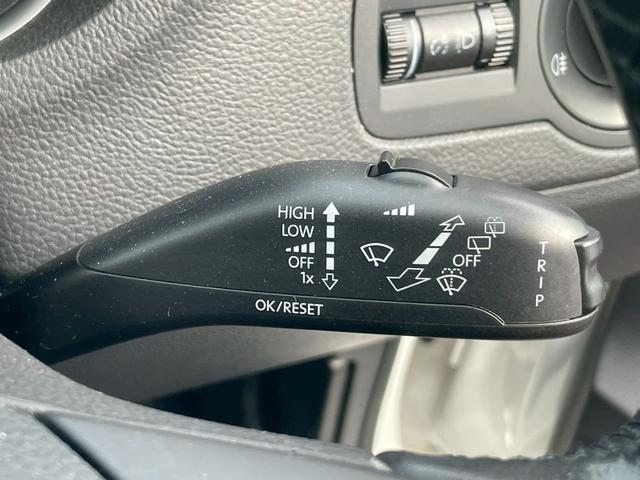 HIGH
LOW
OFF
1x
OFF
TRIP
OK/RESET